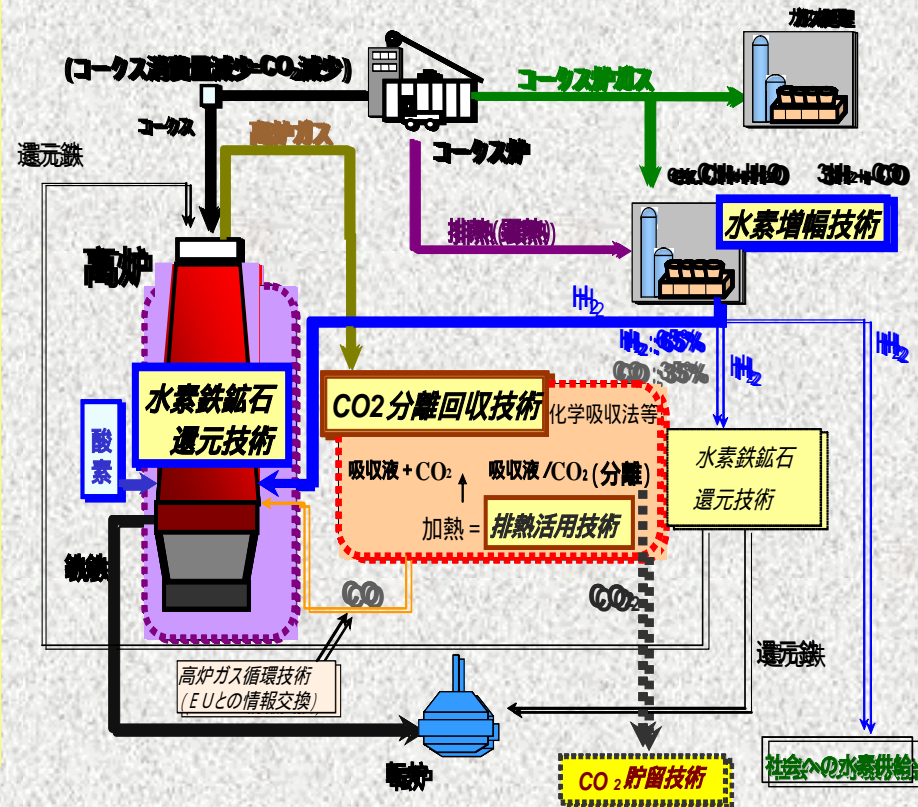 (コークス消費量減少=CO₂減少)
コークス炉ガス
コークス
還元鉄
高炉ガス
コークス炉
水素増幅技術
高炉
H₂
H₂:65%
CO:35%
H₂
H₂
水素鉄鉱石
還元技術
酸素
CO2分離回収技術
化学吸収法等
吸収液+CO₂
吸収液/CO₂(分離)
加熱=
排熱活用技術
水素鉄鉱石
還元技術
CO
CO₂
還元鉄
高炉ガス循環技術
(EUとの情報交換)
転炉
CO₂貯留技術
社会への水素供給